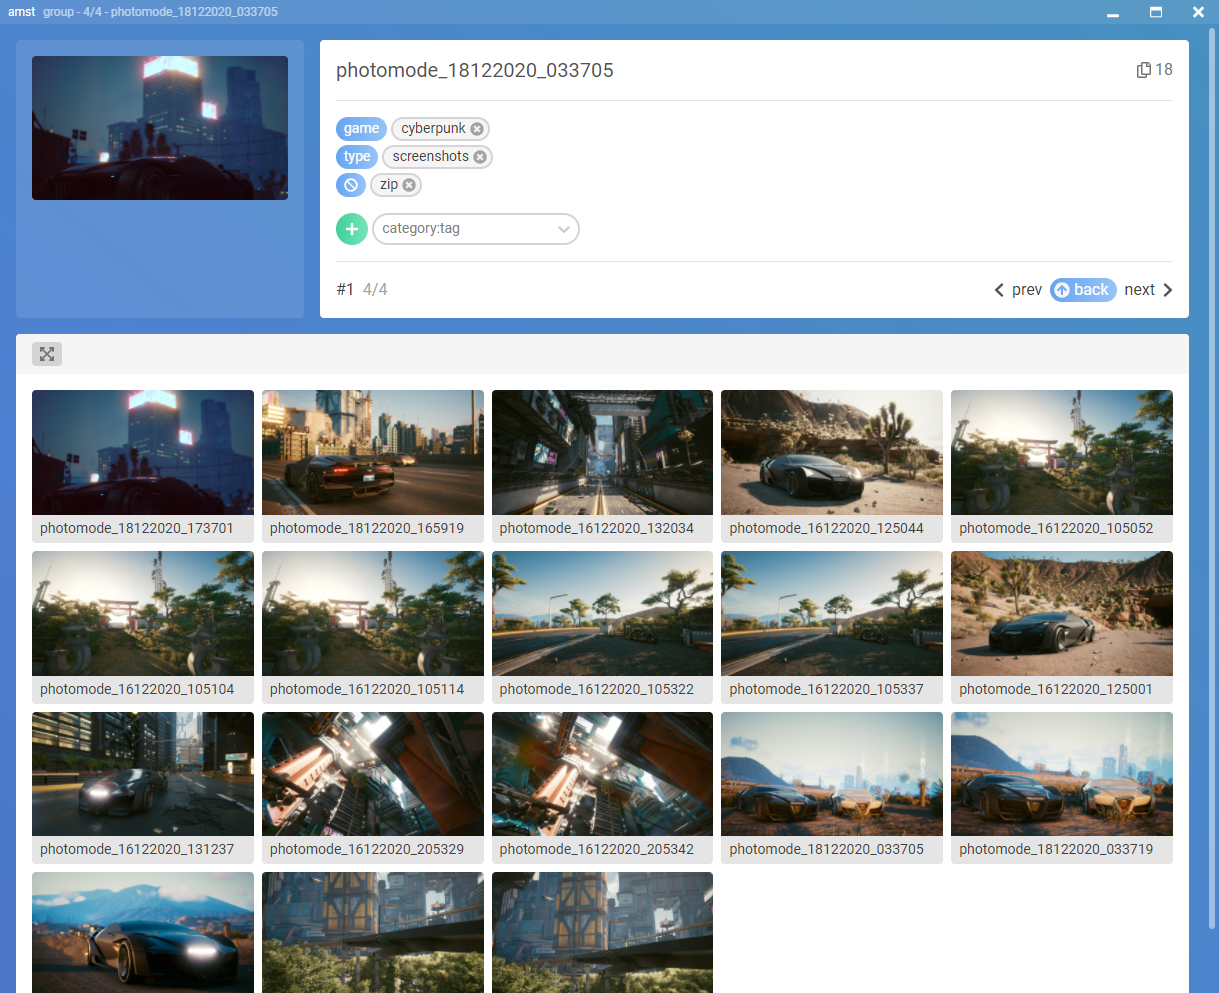 amst group - 4/4 - photomode_18122020_033705
photomode_18122020_033705 18
game cyberpunk
type screenshots
zip
category:tag
#1 4/4 prev back next
photomode_18122020_173701 photomode_18122020_165919 photomode_16122020_132034 photomode_16122020_125044 photomode_16122020_105052
photomode_16122020_105104 photomode_16122020_105114 photomode_16122020_105322 photomode_16122020_105337 photomode_16122020_125001
photomode_16122020_131237 photomode_16122020_205329 photomode_16122020_205342 photomode_18122020_033705 photomode_18122020_033719